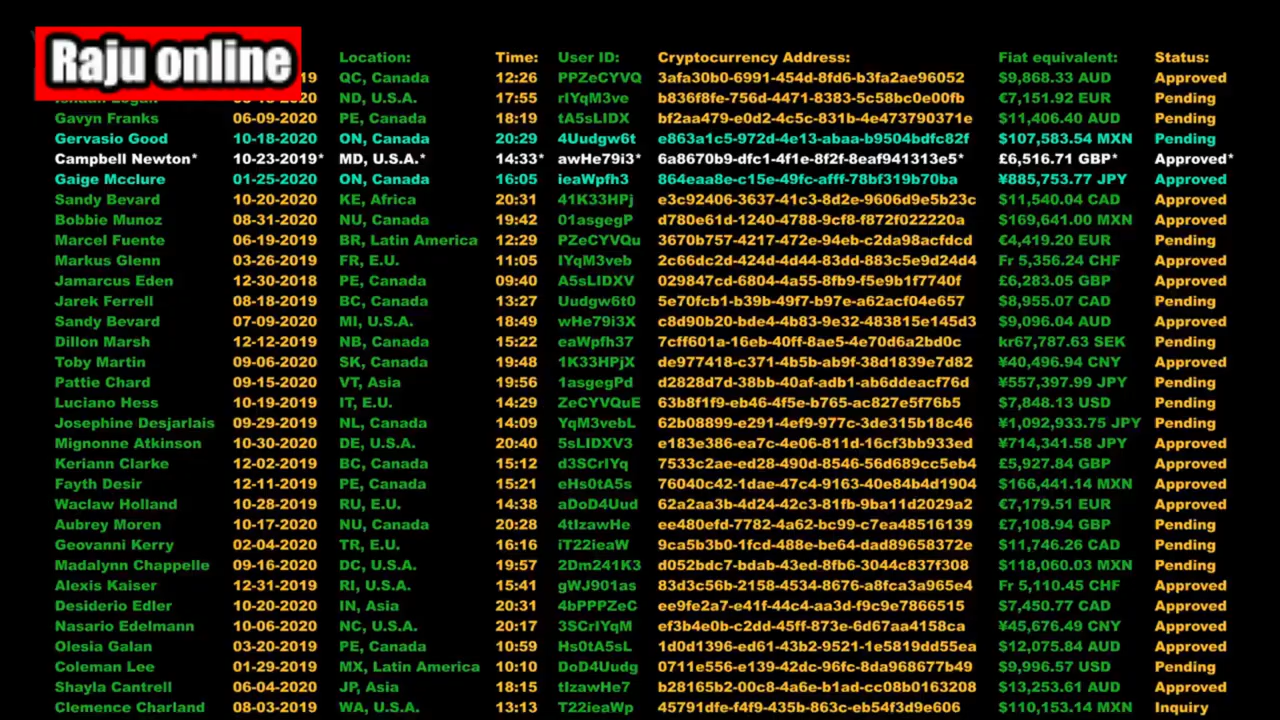 Raju online
Location: Time: User ID: Cryptocurrency Address: Fiat equivalent: Status:
QC, Canada 12:26 PPZeCYVQ 3afa30b0-6991-454d-8fd6-b3fa2ae96052 $9,868.33 AUD Approved
ND, U.S.A. 17:55 rIYqM3ve b836f8fe-756d-4471-8383-5c58bc0e00fb €7,151.92 EUR Pending
Gavyn Franks 06-09-2020 PE, Canada 18:19 tA5sLIDX bf2aa479-e0d2-4c5c-831b-4e473790371e $11,406.40 AUD Approved
Gervasio Good 10-18-2020 ON, Canada 20:29 4Uudgw6t e863a1c5-972d-4e13-abaa-b9504bdfc82f $107,583.54 MXN Pending
Campbell Newton* 10-23-2019* MD, U.S.A.* 14:33* awHe79i3* 6a8670b9-dfc1-4f1e-8f2f-8eaf941313e5* £6,516.71 GBP* Approved*
Gaige Mcclure 01-25-2020 ON, Canada 16:05 ieaWpfh3 864eaa8e-c15e-49fc-afff-78bf319b70ba ¥885,753.77 JPY Approved
Sandy Bevard 10-20-2020 KE, Africa 20:31 41K33HPj e3c92406-3637-41c3-8d2e-9606d9e5b23c $11,540.04 CAD Approved
Bobbie Munoz 08-31-2020 NU, Canada 19:42 01asgegP d780e61d-1240-4788-9cf8-f872f022220a $169,641.00 MXN Pending
Marcel Fuente 06-19-2019 BR, Latin America 12:29 PZeCYVQu 3670b757-4217-472e-94eb-c2da98acfdcd €4,419.20 EUR Pending
Markus Glenn 03-26-2019 FR, E.U. 11:05 IYqM3veb 2c66dc2d-424d-4d44-83dd-883c5e9d24d4 Fr 5,356.24 CHF Pending
Jamarcus Eden 12-30-2018 PE, Canada 09:40 A5sLIDXV 029847cd-6804-4a55-8fb9-f5e9b1f7740f £6,283.05 GBP Approved
Jarek Ferrell 08-18-2019 BC, Canada 13:27 Uudgw6t0 5e70fcb1-b39b-49f7-b97e-a62acf04e657 $8,955.07 CAD Pending
Sandy Bevard 07-09-2020 MI, U.S.A. 18:49 wHe79i3X c8d90b20-bde4-4b83-9e32-483815e145d3 $9,096.04 AUD Approved
Dillon Marsh 12-12-2019 NB, Canada 15:22 eaWpfh37 7cff601a-16eb-40ff-8ae5-4e70d6a2bd0c kr67,787.63 SEK Pending
Toby Martin 09-06-2020 SK, Canada 19:48 1K33HPjX de977418-c371-4b5b-ab9f-38d1839e7d82 ¥40,496.94 CNY Approved
Pattie Chard 09-15-2020 VT, Asia 19:56 1asgegPd d2828d7d-38bb-40af-adb1-ab6ddeacf76d ¥557,397.99 JPY Pending
Luciano Hess 10-19-2019 IT, E.U. 14:29 ZeCYVQuE 63b8f1f9-eb46-4f5e-b765-ac827e5f76b5 $7,848.13 USD Pending
Josephine Desjarlais 09-29-2019 NL, Canada 14:09 YqM3vebL 62b08899-e291-4ef9-977c-3de315b18c46 ¥1,092,933.75 JPY Pending
Mignonne Atkinson 10-30-2020 DE, U.S.A. 20:40 5sLIDXV3 e183e386-ea7c-4e06-811d-16cf3bb933ed ¥714,341.58 JPY Approved
Keriann Clarke 12-02-2019 BC, Canada 15:12 d3SCrIYq 7533c2ae-ed28-490d-8546-56d689cc5eb4 £5,927.84 GBP Approved
Fayth Desir 12-11-2019 PE, Canada 15:21 eHs0tA5s 76040c42-1dae-47c4-9163-40e84b4d1904 $166,441.14 MXN Approved
Waclaw Holland 10-28-2019 RU, E.U. 14:38 aDoD4Uud 62a2aa3b-4d24-42c3-81fb-9ba11d2029a2 €7,179.51 EUR Approved
Aubrey Moren 10-17-2020 NU, Canada 20:28 4tIzawHe ee480efd-7782-4a62-bc99-c7ea48516139 £7,108.94 GBP Pending
Geovanni Kerry 02-04-2020 TR, E.U. 16:16 iT22ieaW 9ca5b3b0-1fcd-488e-be64-dad89658372e $11,746.26 CAD Pending
Madalynn Chappelle 09-16-2020 DC, U.S.A. 19:57 2Dm241K3 d052bdc7-bdab-43ed-8fb6-3044c837f308 $118,060.03 MXN Pending
Alexis Kaiser 12-31-2019 RI, U.S.A. 15:41 gWJ901as 83d3c56b-2158-4534-8676-a8fca3a965e4 Fr 5,110.45 CHF Approved
Desiderio Edler 10-20-2020 IN, Asia 20:31 4bPPPZeC ee9fe2a7-e41f-44c4-aa3d-f9c9e7866515 $7,450.77 CAD Approved
Nasario Edelmann 10-06-2020 NC, U.S.A. 20:17 3SCrIYqM ef3b4e0b-c2dd-45ff-873e-6d67aa4158ca ¥45,676.49 CNY Approved
Olesia Galan 03-20-2019 PE, Canada 10:59 Hs0tA5sL 1d0d1396-ed61-43b2-9521-1e5819dd55ea $12,075.84 AUD Approved
Coleman Lee 01-29-2019 MX, Latin America 10:10 DoD4Uudg 0711e556-e139-42dc-96fc-8da968677b49 $9,996.57 USD Pending
Shayla Cantrell 06-04-2020 JP, Asia 18:15 tIzawHe7 b28165b2-00c8-4a6e-b1ad-cc08b0163208 $13,253.61 AUD Approved
Clemence Charland 08-03-2019 WA, U.S.A. 13:13 T22ieaWp 45791dfe-f4f9-435b-863c-eb54f3d9e606 $110,153.14 MXN Inquiry